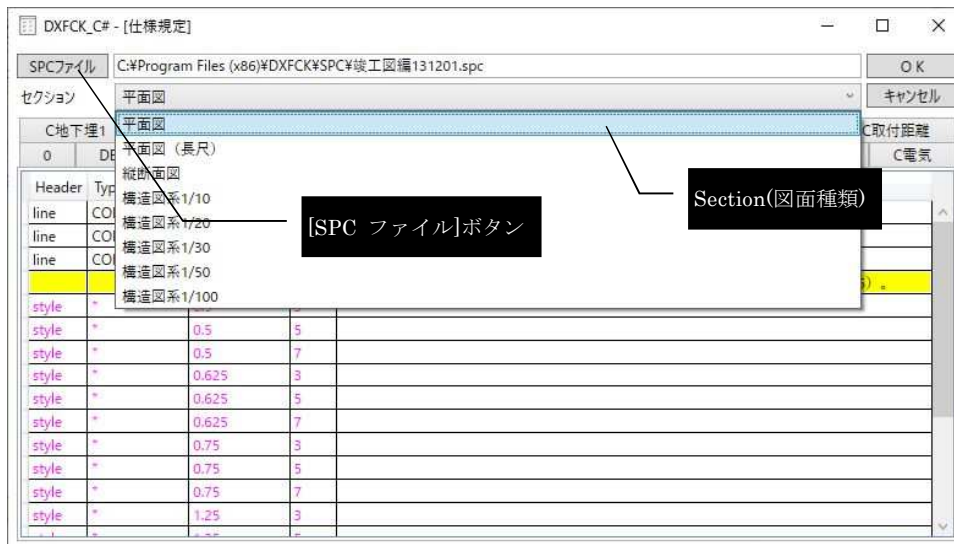 DXFCK_C# - [仕様規定]
SPCファイル C:¥Program Files (x86)¥DXFCK¥SPC¥竣工図編131201.spc OK
セクション 平面図 キャンセル
平面図
平面図（長尺）
縦断面図
構造図系1/10
構造図系1/20
構造図系1/30
構造図系1/50
構造図系1/100
C地下埋1 C取付距離
0 C電気
Section(図面種類)
[SPC ファイル]ボタン
Header
line
line
line
style *
style * 0.5 5
style * 0.5 7
style * 0.625 3
style * 0.625 5
style * 0.625 7
style * 0.75 3
style * 0.75 5
style * 0.75 7
style * 1.25 3